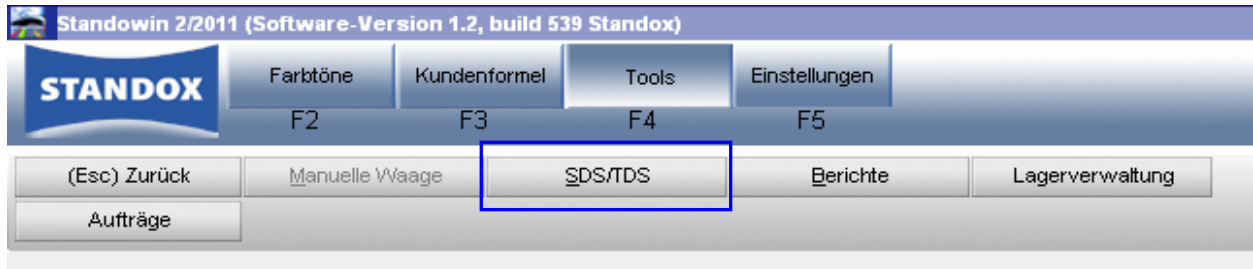 Standowin 2/2011 (Software-Version 1.2, build 539 Standox)
STANDOX
Farbtöne Kundenformel Tools Einstellungen
F2 F3 F4 F5
(Esc) Zurück Manuelle Waage SDS/TDS Berichte Lagerverwaltung
Aufträge